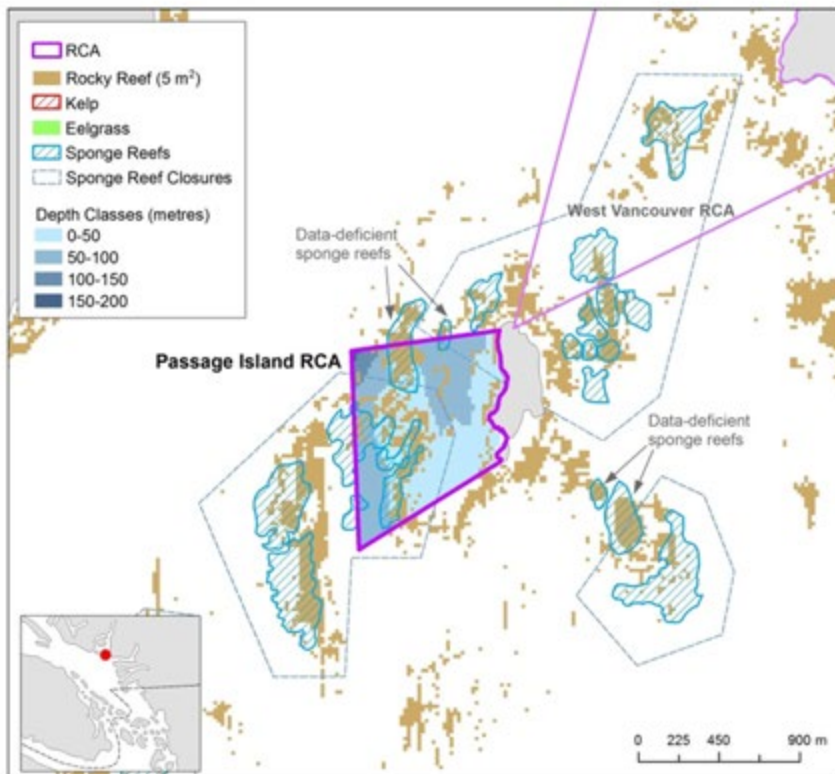 RCA
Rocky Reef (5 m²)
Kelp
Eelgrass
Sponge Reefs
Sponge Reef Closures
Depth Classes (metres)
0-50
50-100
100-150
150-200
Data-deficient
sponge reefs
West Vancouver RCA
Passage Island RCA
Data-deficient
sponge reefs
0 225 450 900 m